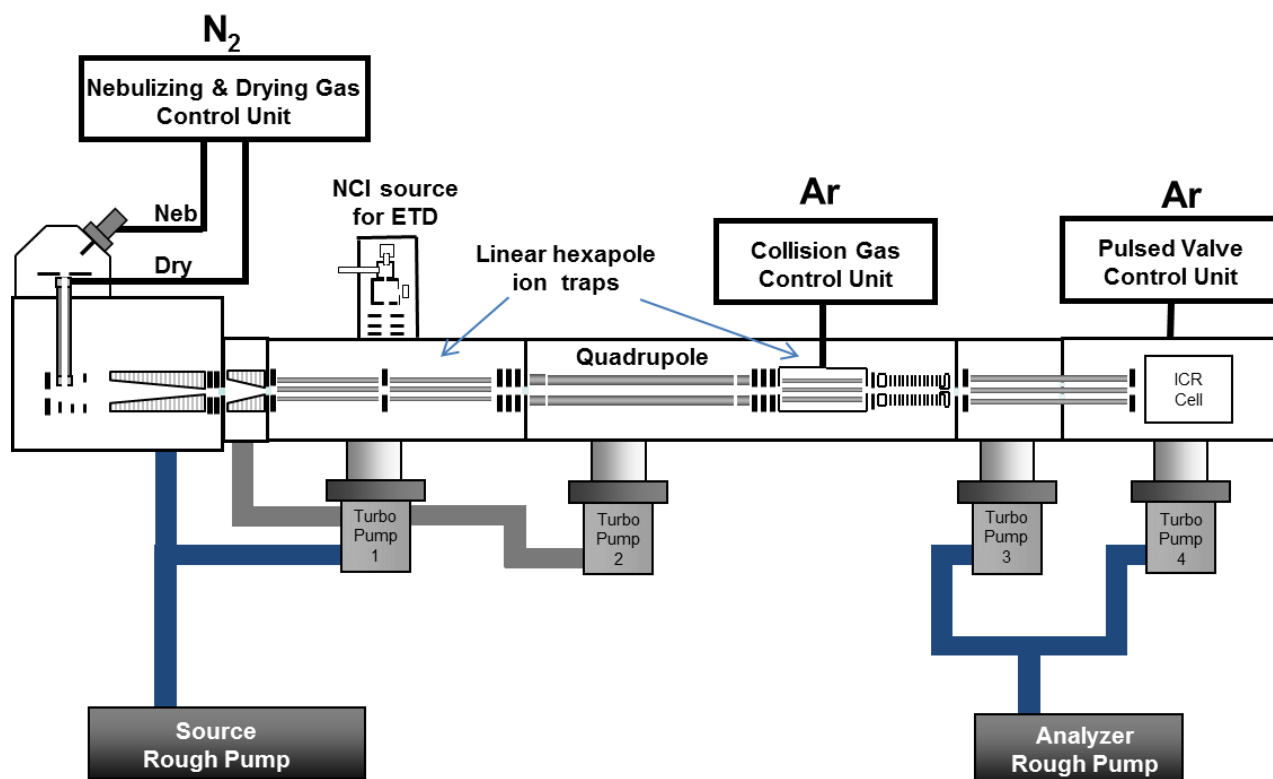 N2
Nebulizing & Drying Gas
Control Unit
Neb
Dry
NCI source
for ETD
Linear hexapole
ion traps
Ar
Collision Gas
Control Unit
Ar
Pulsed Valve
Control Unit
Quadrupole
ICR
Cell
Turbo
Pump
1
Turbo
Pump
2
Turbo
Pump
3
Turbo
Pump
4
Source
Rough Pump
Analyzer
Rough Pump